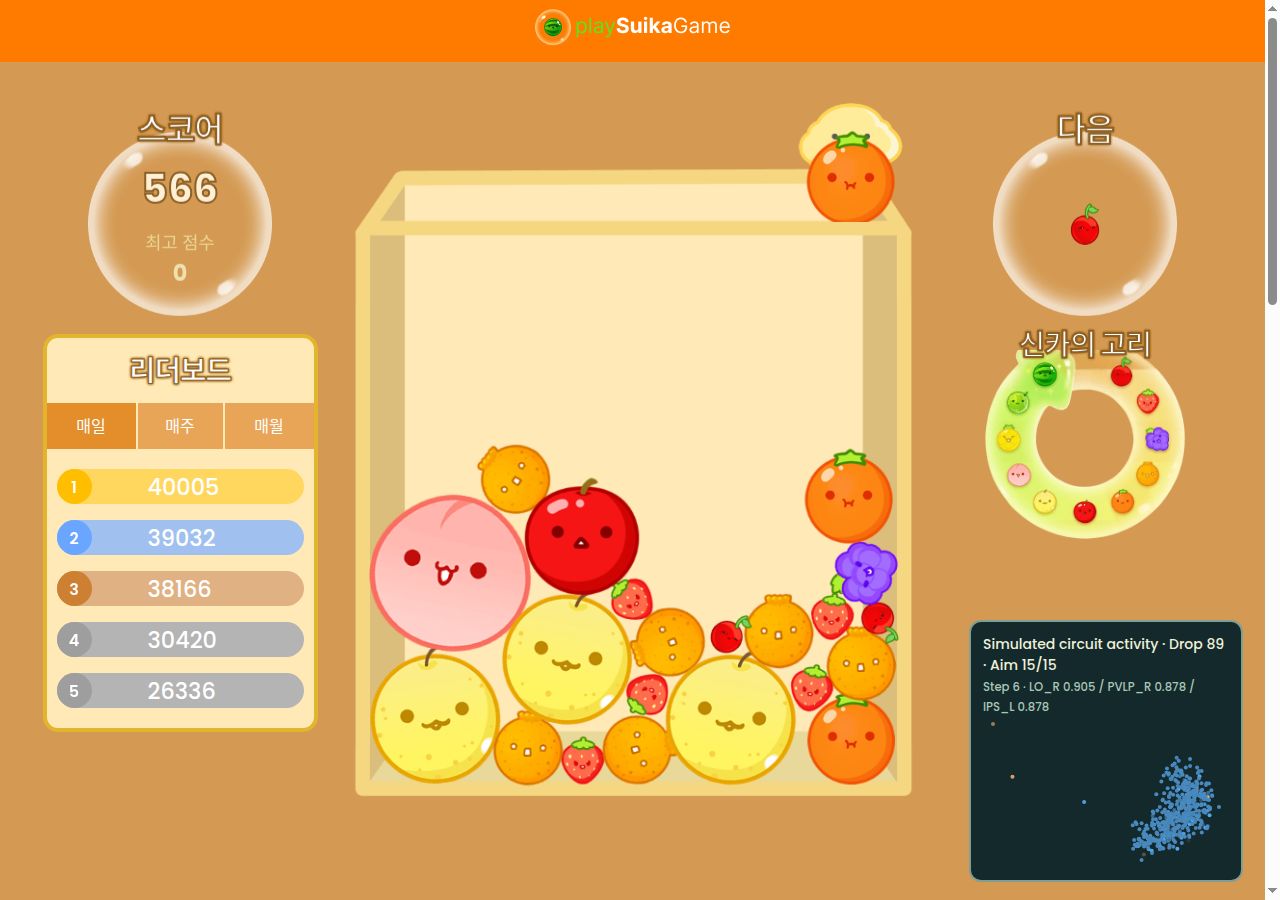 playSuikaGame
스코어
566
최고 점수
0
다음
리더보드
매일 매주 매월
1 40005
2 39032
3 38166
4 30420
5 26336
신카의 고리
Simulated circuit activity · Drop 89
· Aim 15/15
Step 6 · LO_R 0.905 / PVLP_R 0.878 /
IPS_L 0.878